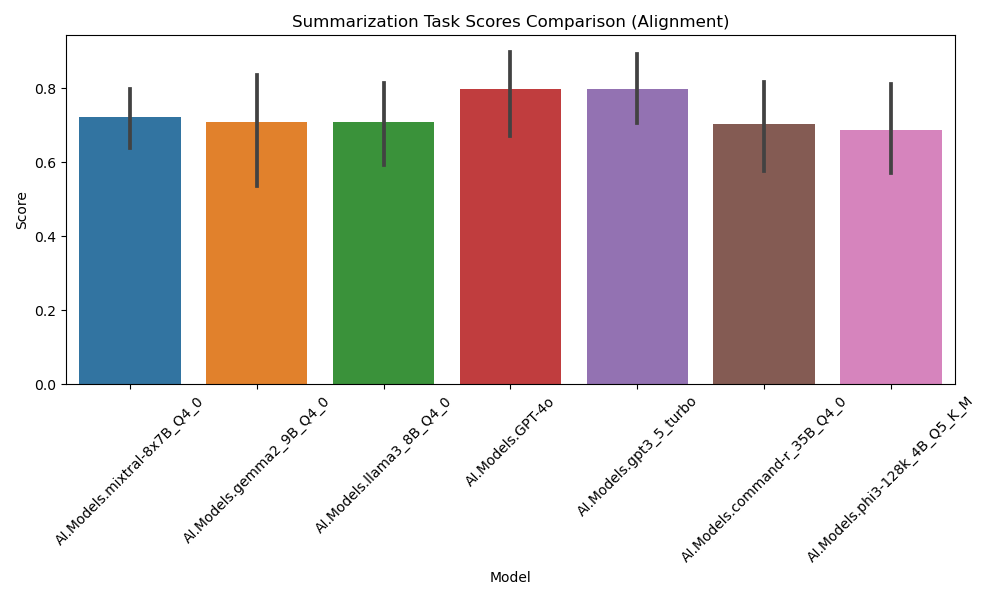 Summarization Task Scores Comparison (Alignment)
0.8
0.6
0.4
0.2
0.0
Score
AI.Models.mixtral-8x7B_Q4_0
AI.Models.gemma2_9B_Q4_0
AI.Models.llama3_8B_Q4_0
AI.Models.GPT-4o
AI.Models.gpt3_5_turbo
AI.Models.command-r_35B_Q4_0
AI.Models.phi3-128k_4B_Q5_K_M
Model